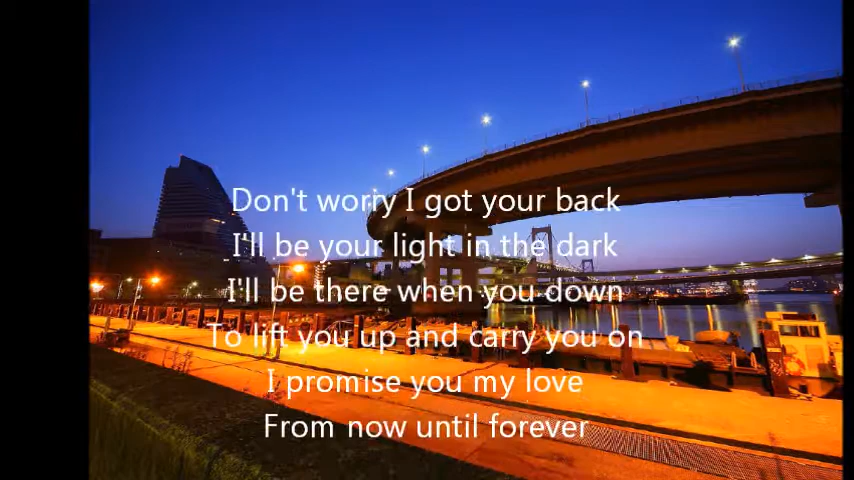 Don't worry I got your back
I'll be your light in the dark
I'll be there when you down
To lift you up and carry you on
I promise you my love
From now until forever